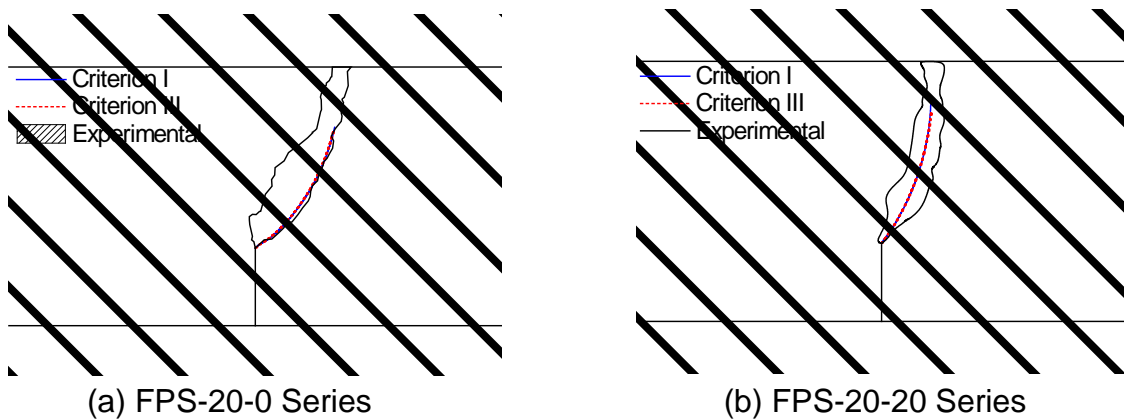 Criterion I
Criterion III
Experimental
Criterion I
Criterion III
Experimental
(a) FPS-20-0 Series
(b) FPS-20-20 Series